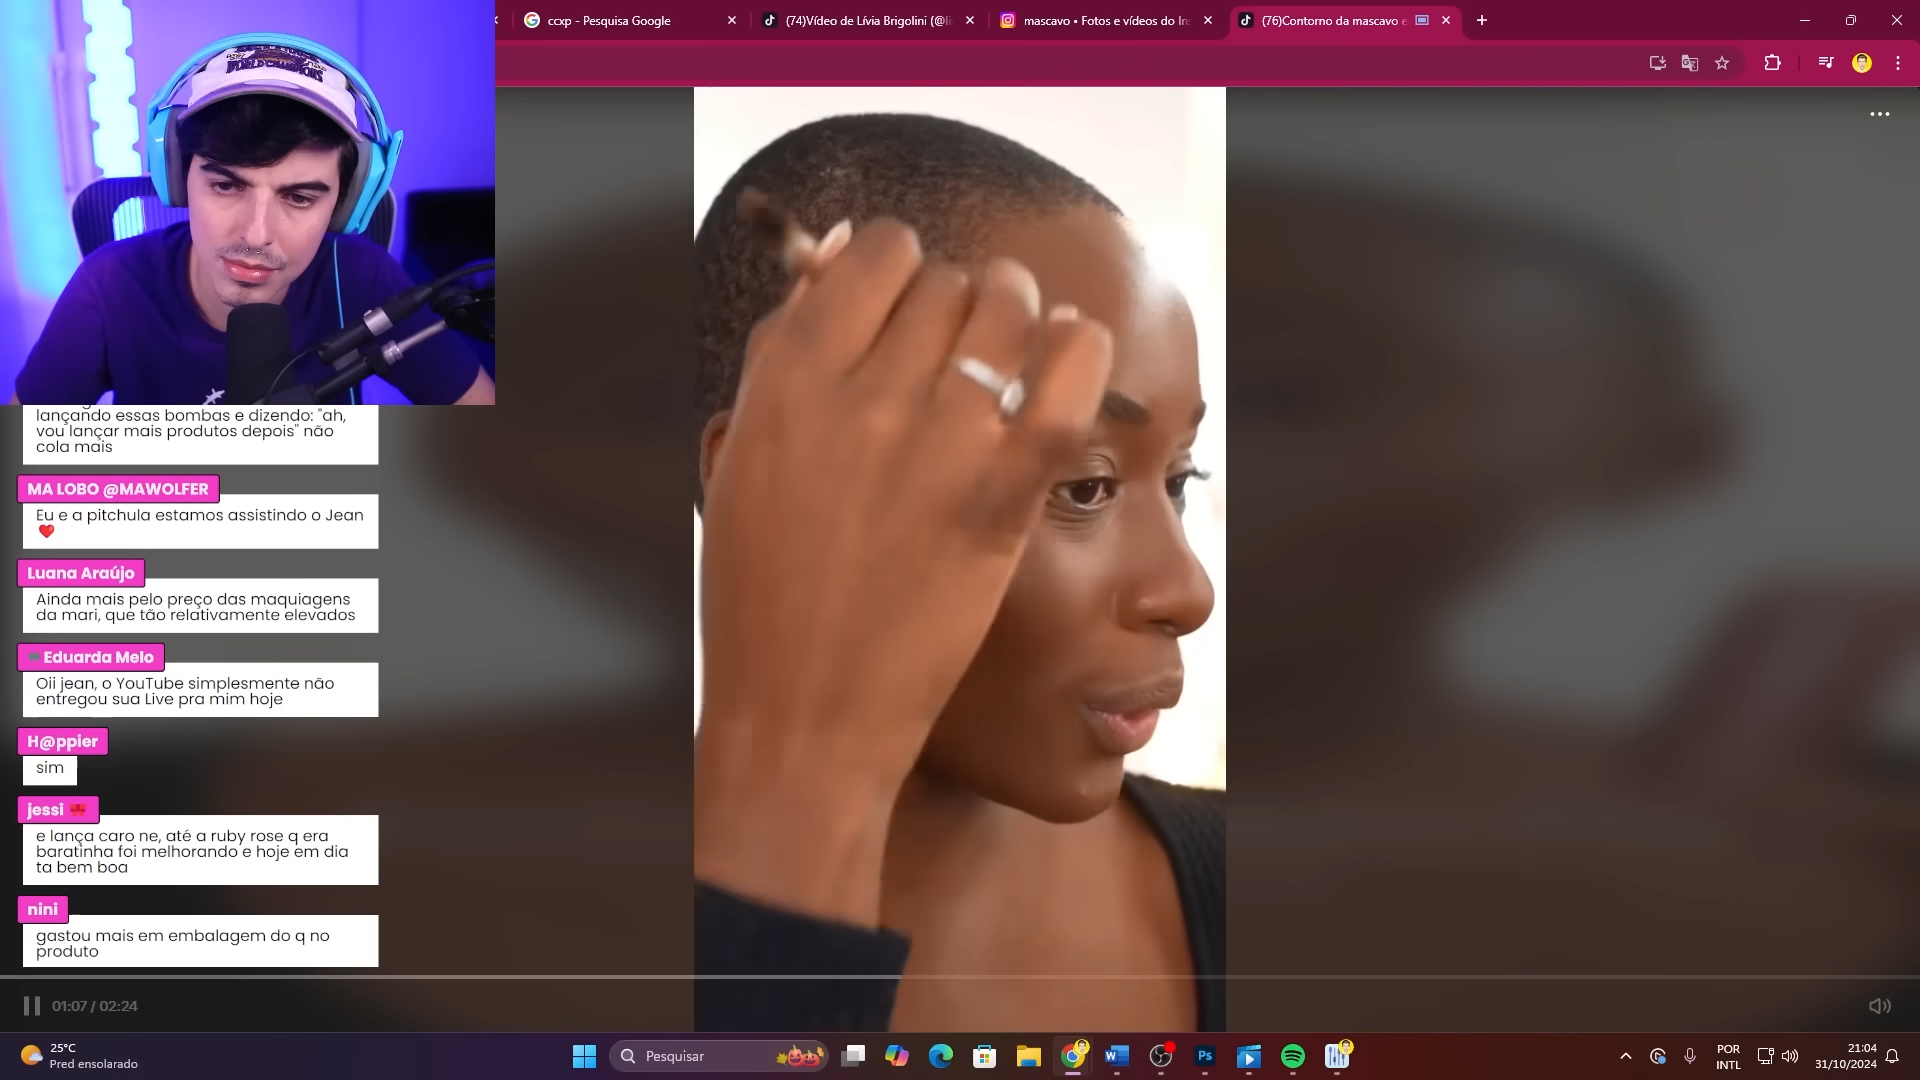 ccxp - Pesquisa Google
(74)Vídeo de Lívia Brigolini (@li
mascavo • Fotos e vídeos do In
(76)Contorno da mascavo e
WORLD CHAMPIONS
lançando essas bombas e dizendo: "ah,
vou lançar mais produtos depois" não
cola mais
MA LOBO @MAWOLFER
Eu e a pitchula estamos assistindo o Jean
❤️
Luana Araújo
Ainda mais pelo preço das maquiagens
da mari, que tão relativamente elevados
Eduarda Melo
Oii jean, o YouTube simplesmente não
entregou sua Live pra mim hoje
H@ppier
sim
jessi
e lança caro ne, até a ruby rose q era
baratinha foi melhorando e hoje em dia
ta bem boa
nini
gastou mais em embalagem do q no
produto
01:07 / 02:24
25°C
Pred ensolarado
Pesquisar
W
Ps
POR
INTL
21:04
31/10/2024